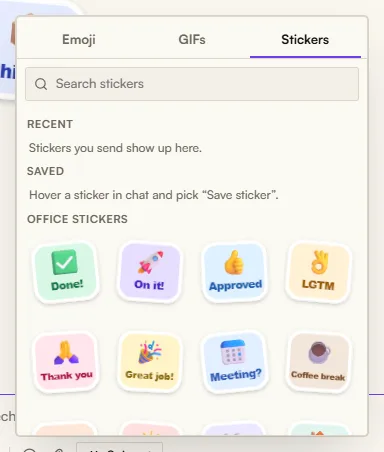 Emoji GIFs Stickers
Search stickers
RECENT
Stickers you send show up here.
SAVED
Hover a sticker in chat and pick “Save sticker”.
OFFICE STICKERS
Done! On it! Approved LGTM
Thank you Great job! Meeting? Coffee break